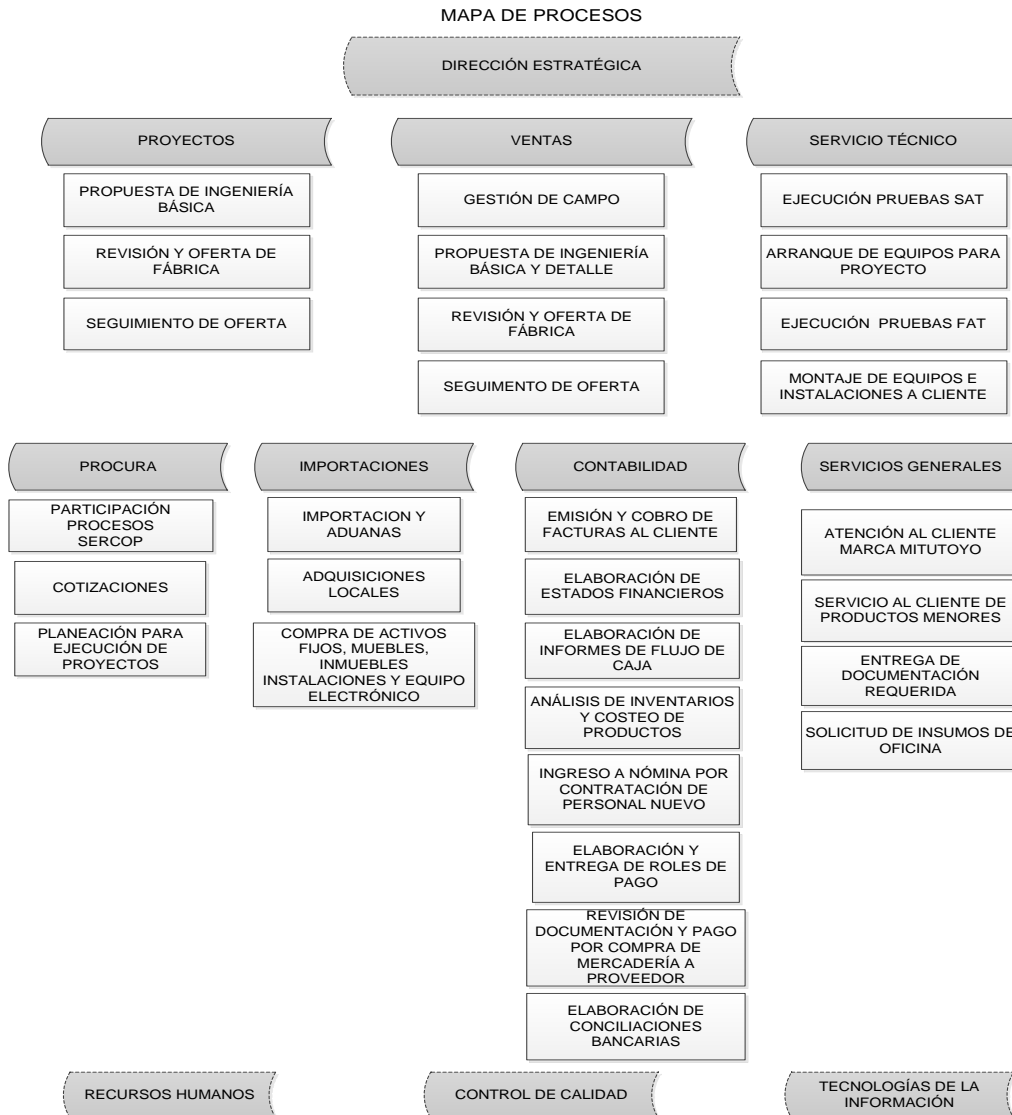 MAPA DE PROCESOS
DIRECCIÓN ESTRATÉGICA
PROYECTOS
PROPUESTA DE INGENIERÍA
BÁSICA
REVISIÓN Y OFERTA DE
FÁBRICA
SEGUIMIENTO DE OFERTA
VENTAS
GESTIÓN DE CAMPO
PROPUESTA DE INGENIERÍA
BÁSICA Y DETALLE
REVISIÓN Y OFERTA DE
FÁBRICA
SEGUIMENTO DE OFERTA
SERVICIO TÉCNICO
EJECUCIÓN PRUEBAS SAT
ARRANQUE DE EQUIPOS PARA
PROYECTO
EJECUCIÓN PRUEBAS FAT
MONTAJE DE EQUIPOS E
INSTALACIONES A CLIENTE
PROCURA
PARTICIPACIÓN
PROCESOS
SERCOP
COTIZACIONES
PLANEACIÓN PARA
EJECUCIÓN DE
PROYECTOS
IMPORTACIONES
IMPORTACION Y
ADUANAS
ADQUISICIONES
LOCALES
COMPRA DE ACTIVOS
FIJOS, MUEBLES,
INMUEBLES
INSTALACIONES Y EQUIPO
ELECTRÓNICO
CONTABILIDAD
EMISIÓN Y COBRO DE
FACTURAS AL CLIENTE
ELABORACIÓN DE
ESTADOS FINANCIEROS
ELABORACIÓN DE
INFORMES DE FLUJO DE
CAJA
ANÁLISIS DE INVENTARIOS
Y COSTEO DE
PRODUCTOS
INGRESO A NÓMINA POR
CONTRATACIÓN DE
PERSONAL NUEVO
ELABORACIÓN Y
ENTREGA DE ROLES DE
PAGO
REVISIÓN DE
DOCUMENTACIÓN Y PAGO
POR COMPRA DE
MERCADERÍA A
PROVEEDOR
ELABORACIÓN DE
CONCILIACIONES
BANCARIAS
SERVICIOS GENERALES
ATENCIÓN AL CLIENTE
MARCA MITUTOYO
SERVICIO AL CLIENTE DE
PRODUCTOS MENORES
ENTREGA DE
DOCUMENTACIÓN
REQUERIDA
SOLICITUD DE INSUMOS DE
OFICINA
RECURSOS HUMANOS
CONTROL DE CALIDAD
TECNOLOGÍAS DE LA
INFORMACIÓN